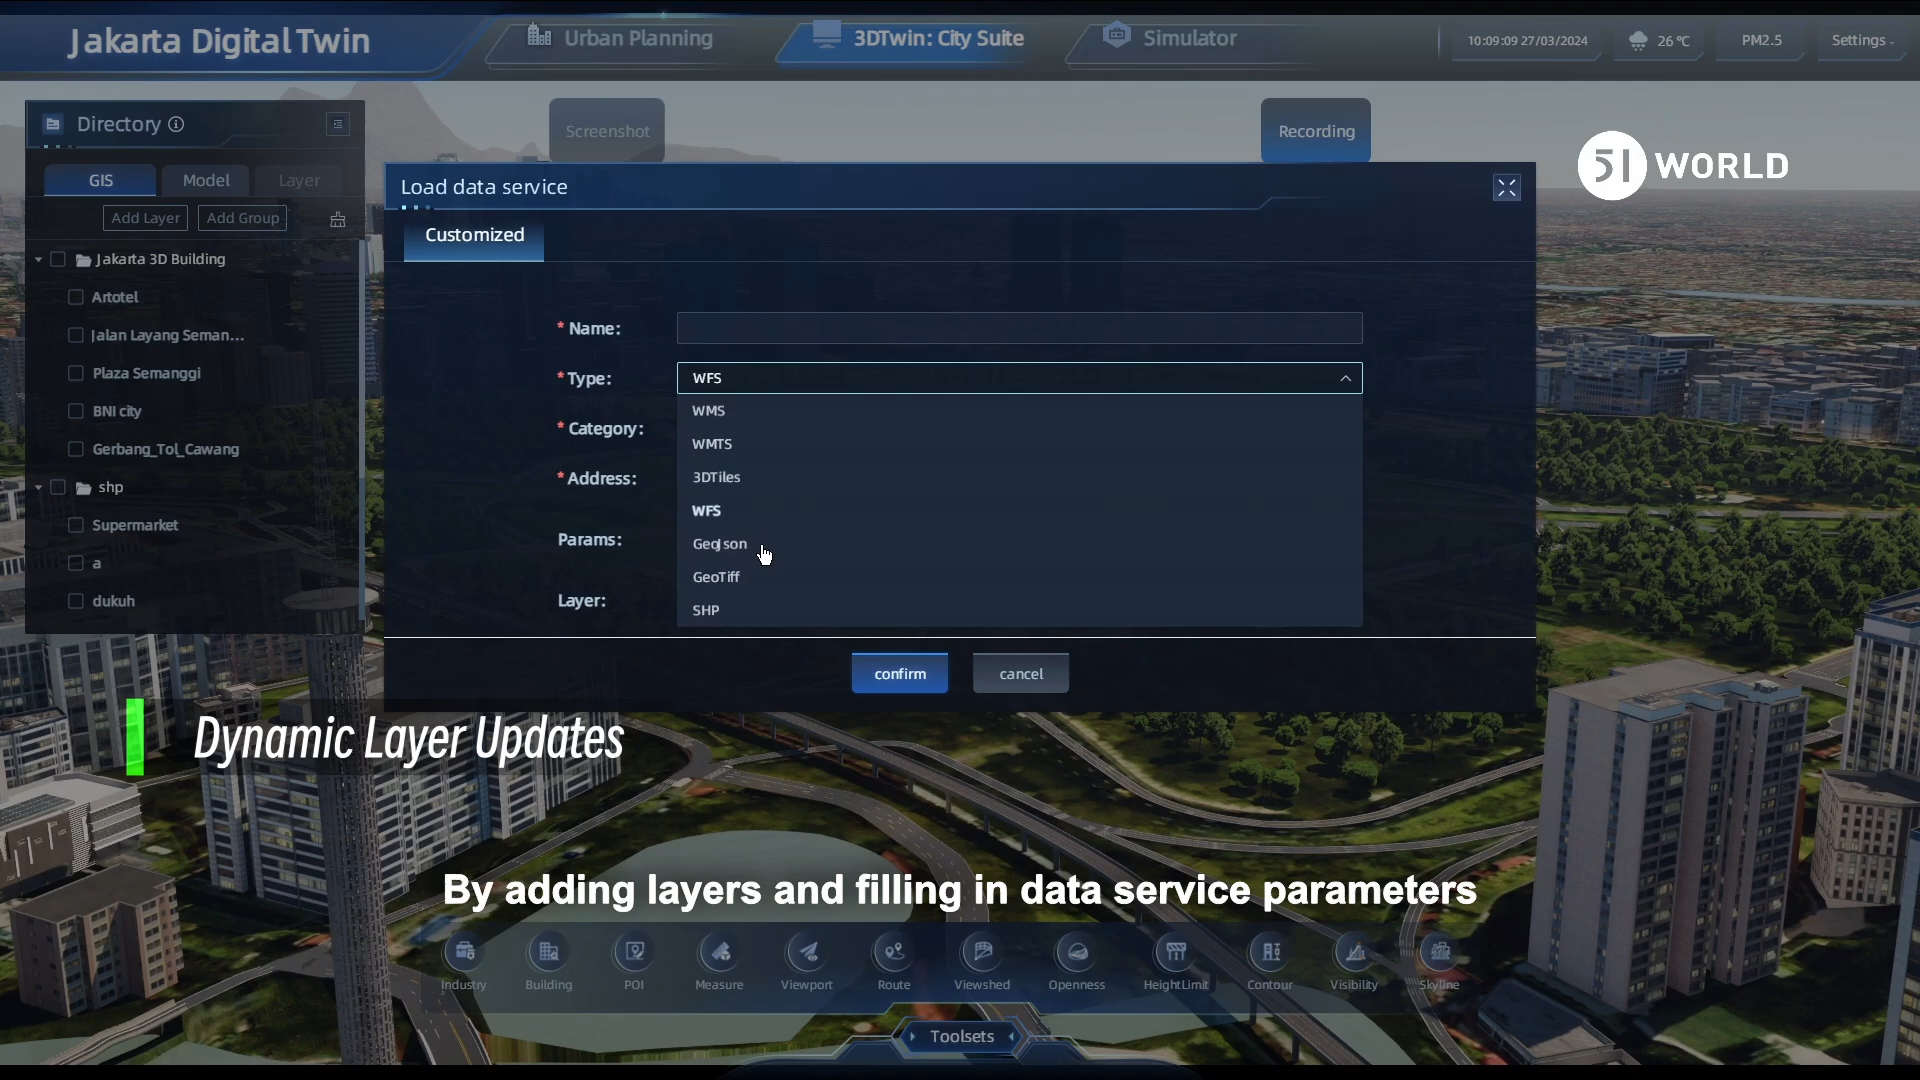 Jakarta Digital Twin
Urban Planning
3DTwin: City Suite
Simulator
10:09:09 27/03/2024
26 ℃
PM2.5
Settings
Directory
Screenshot
Recording
51 WORLD
GIS
Model
Layer
Add Layer
Add Group
Jakarta 3D Building
Artotel
Jalan Layang Seman...
Plaza Semanggi
BNI city
Gerbang_Tol_Cawang
shp
Supermarket
a
dukuh
Load data service
Customized
* Name:
* Type:
WFS
WMS
* Category:
WMTS
* Address:
3DTiles
WFS
Params:
GeoJson
GeoTiff
Layer:
SHP
confirm
cancel
Dynamic Layer Updates
By adding layers and filling in data service parameters
Industry
Building
POI
Measure
Viewport
Route
Viewshed
Openness
HeightLimit
Contour
Visibility
Skyline
Toolsets